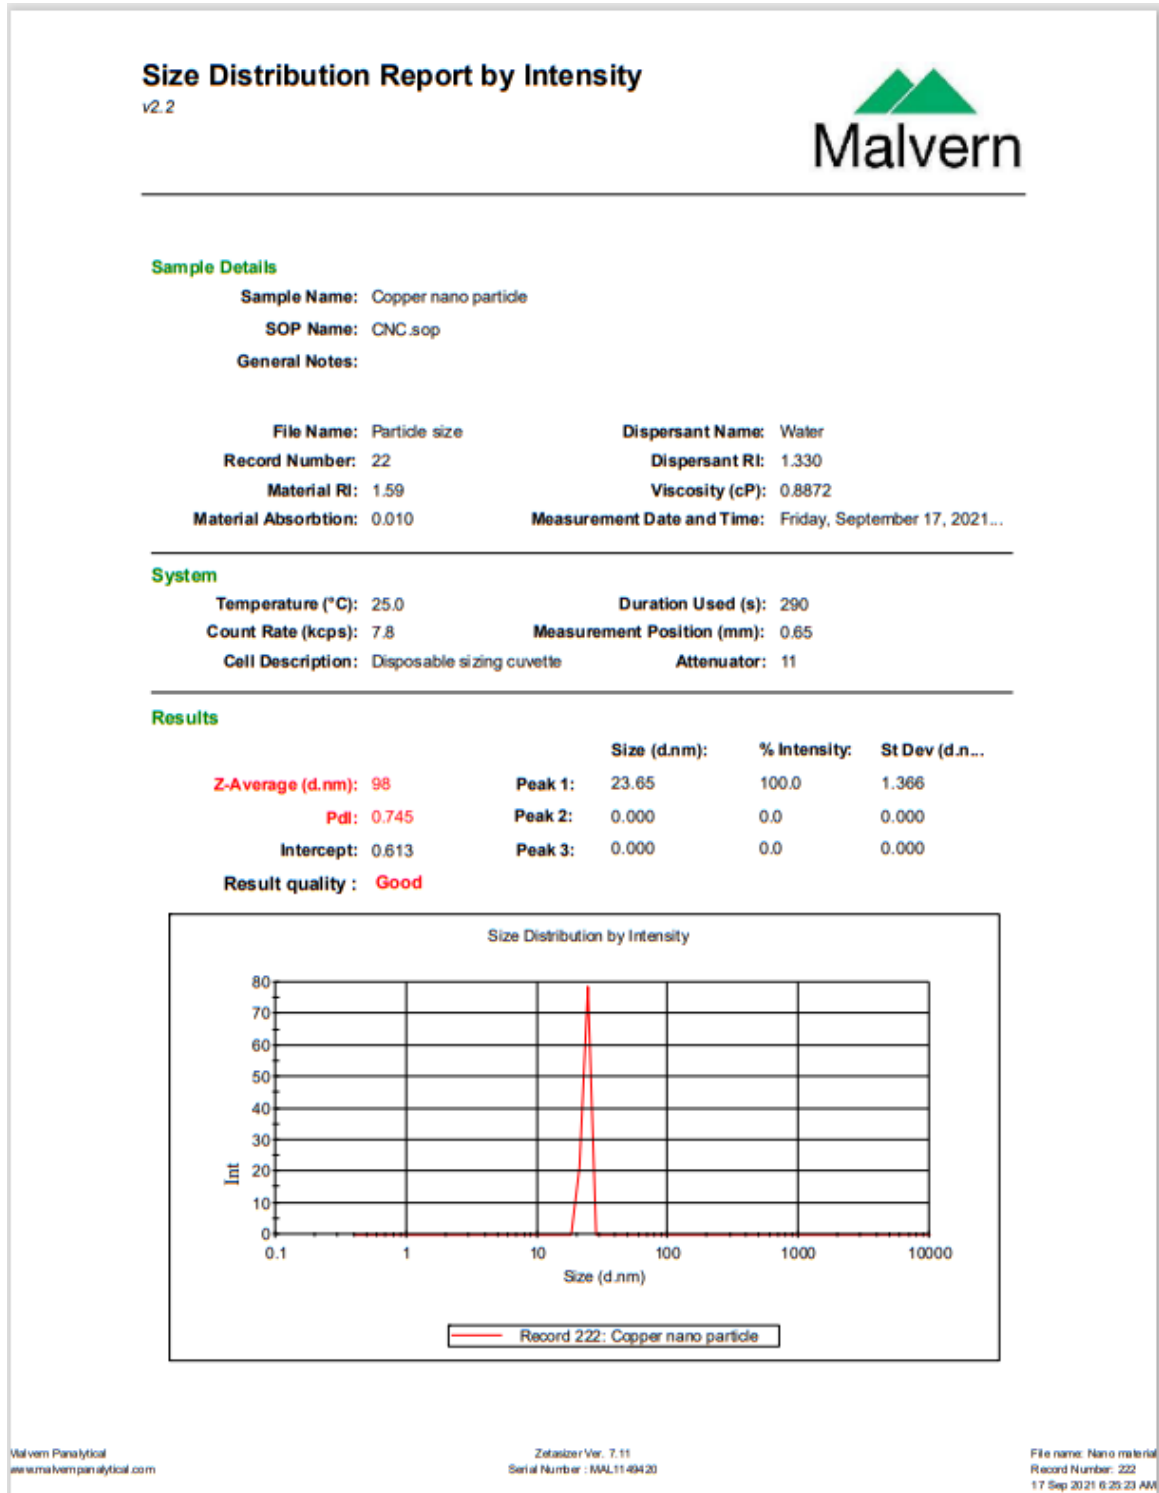 Size Distribution Report by Intensity
v2.2
Malvern
Sample Details
Sample Name: Copper nano particle
SOP Name: CNC.sop
General Notes:
File Name: Particle size Dispersant Name: Water
Record Number: 22 Dispersant RI: 1.330
Material RI: 1.59 Viscosity (cP): 0.8872
Material Absorbtion: 0.010 Measurement Date and Time: Friday, September 17, 2021...
System
Temperature (°C): 25.0 Duration Used (s): 290
Count Rate (kcps): 7.8 Measurement Position (mm): 0.65
Cell Description: Disposable sizing cuvette Attenuator: 11
Results
Size (d.nm): % Intensity: St Dev (d.n...
Z-Average (d.nm): 98 Peak 1: 23.65 100.0 1.366
PdI: 0.745 Peak 2: 0.000 0.0 0.000
Intercept: 0.613 Peak 3: 0.000 0.0 0.000
Result quality : Good
Size Distribution by Intensity
80
70
60
50
40
30
20
10
0
Int
0.1 1 10 100 1000 10000
Size (d.nm)
Record 222: Copper nano particle
Malvern Panalytical Zetasizer Ver. 7.11 File name: Nano material
www.malvernpanalytical.com Serial Number : MAL1149420 Record Number: 222
17 Sep 2021 6:25:23 AM